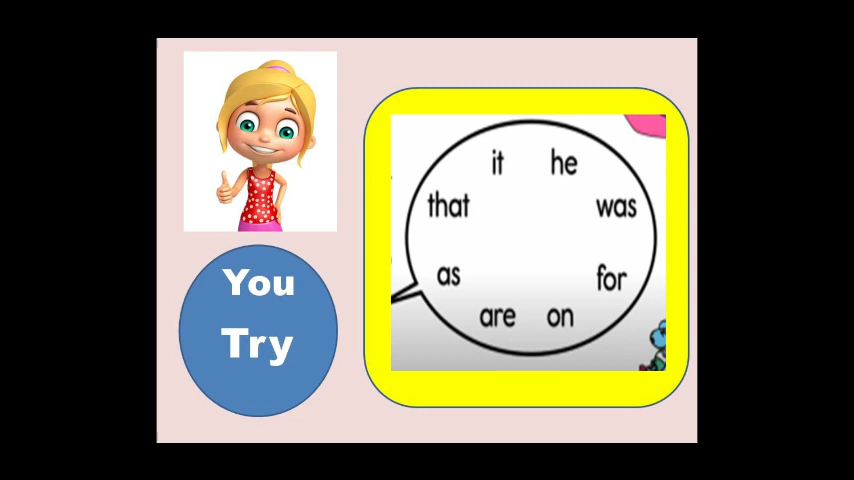 You
Try
it he
that was
as for
are on